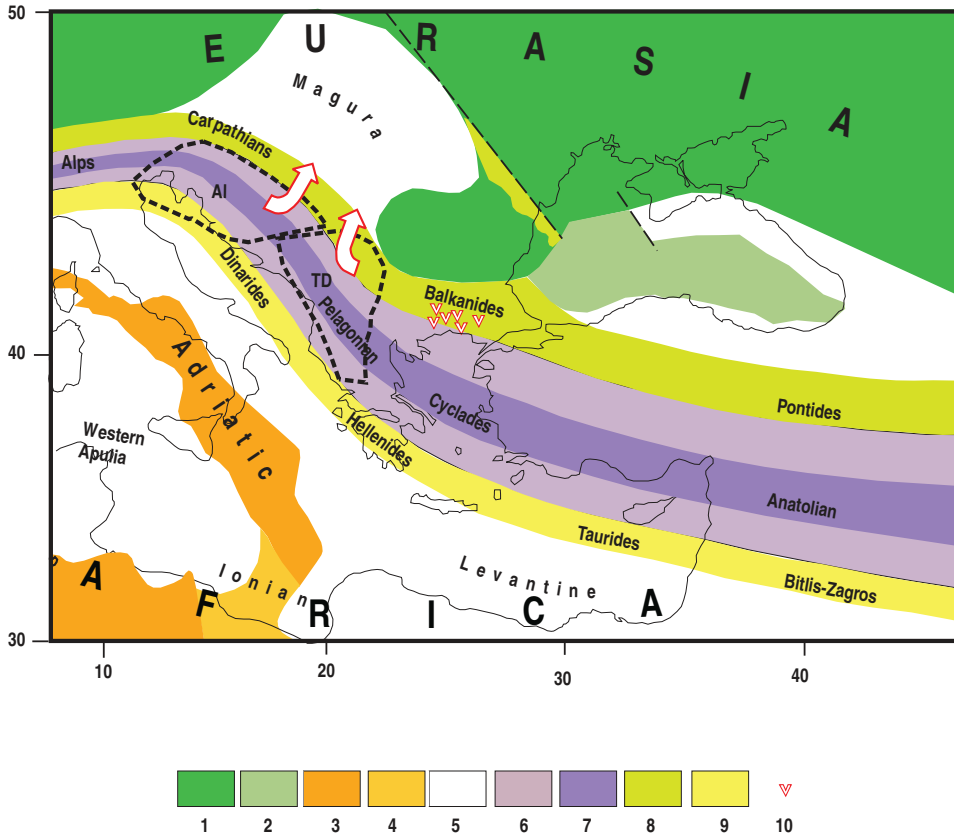 50
E U R A S I A
Magura
Carpathians
Alps
AI
Dinarides
TD
Pelagonian
Balkanides
40
Adriatic
Cyclades
Pontides
Western
Apulia
Hellenides
Anatolian
Taurides
Levantine
Ionian
Bitlis-Zagros
A F R I C A
30
10 20 30 40
1 2 3 4 5 6 7 8 9 10